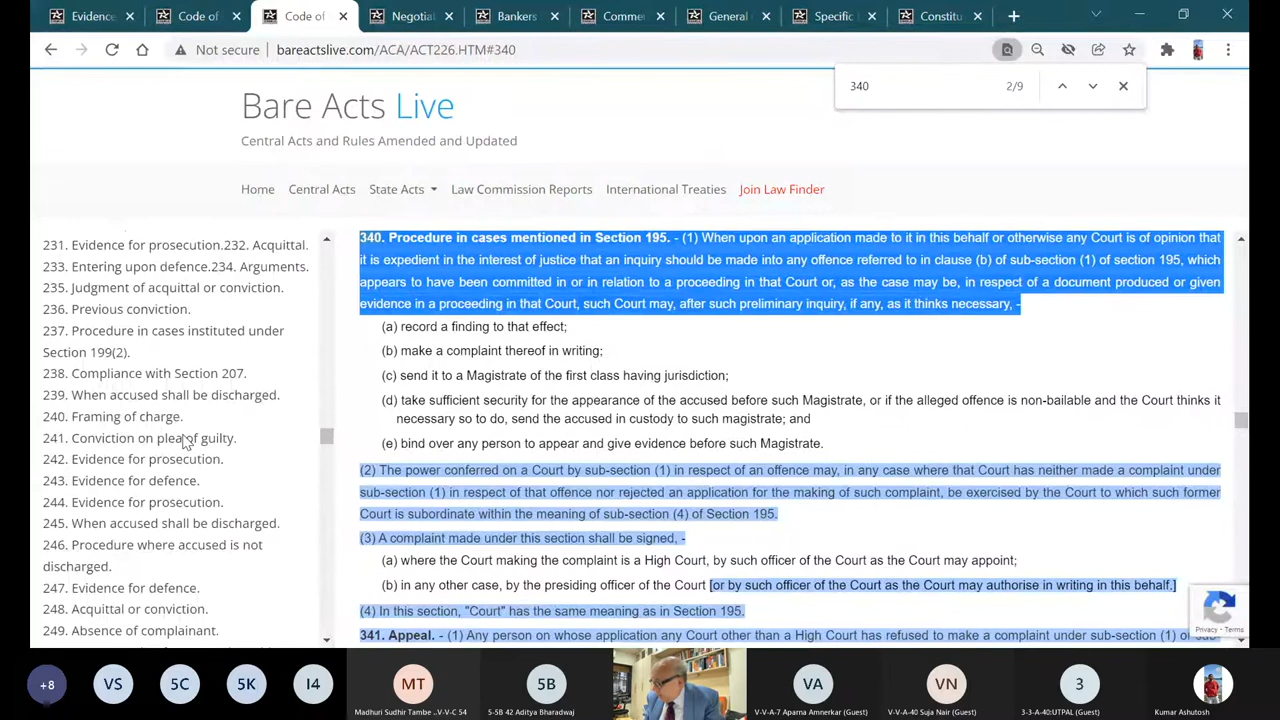 Evidence
Code of
Code of
Negotial
Bankers
Comme
General
Specific
Constitu
Not secure
bareactslive.com/ACA/ACT226.HTM#340
340
2/9
Bare Acts Live
Central Acts and Rules Amended and Updated
Home
Central Acts
State Acts
Law Commission Reports
International Treaties
Join Law Finder
231. Evidence for prosecution.232. Acquittal.
233. Entering upon defence.234. Arguments.
235. Judgment of acquittal or conviction.
236. Previous conviction.
237. Procedure in cases instituted under
Section 199(2).
238. Compliance with Section 207.
239. When accused shall be discharged.
240. Framing of charge.
241. Conviction on plea of guilty.
242. Evidence for prosecution.
243. Evidence for defence.
244. Evidence for prosecution.
245. When accused shall be discharged.
246. Procedure where accused is not
discharged.
247. Evidence for defence.
248. Acquittal or conviction.
249. Absence of complainant.
340. Procedure in cases mentioned in Section 195. - (1) When upon an application made to it in this behalf or otherwise any Court is of opinion that
it is expedient in the interest of justice that an inquiry should be made into any offence referred to in clause (b) of sub-section (1) of section 195, which
appears to have been committed in or in relation to a proceeding in that Court or, as the case may be, in respect of a document produced or given
evidence in a proceeding in that Court, such Court may, after such preliminary inquiry, if any, as it thinks necessary, -
(a) record a finding to that effect;
(b) make a complaint thereof in writing;
(c) send it to a Magistrate of the first class having jurisdiction;
(d) take sufficient security for the appearance of the accused before such Magistrate, or if the alleged offence is non-bailable and the Court thinks it
necessary so to do, send the accused in custody to such magistrate; and
(e) bind over any person to appear and give evidence before such Magistrate.
(2) The power conferred on a Court by sub-section (1) in respect of an offence may, in any case where that Court has neither made a complaint under
sub-section (1) in respect of that offence nor rejected an application for the making of such complaint, be exercised by the Court to which such former
Court is subordinate within the meaning of sub-section (4) of Section 195.
(3) A complaint made under this section shall be signed, -
(a) where the Court making the complaint is a High Court, by such officer of the Court as the Court may appoint;
(b) in any other case, by the presiding officer of the Court [or by such officer of the Court as the Court may authorise in writing in this behalf.]
(4) In this section, "Court" has the same meaning as in Section 195.
341. Appeal. - (1) Any person on whose application any Court other than a High Court has refused to make a complaint under sub-section (1) or sub-
Privacy - Terms
+8
VS
5C
5K
I4
MT
Madhuri Sudhir Tambe ..V-V-C 54
5B
5-5B 42 Aditya Bharadwaj
VA
V-V-A-7 Aparna Amnerkar (Guest)
VN
V-V-A-40 Suja Nair (Guest)
3
3-3-A-40:UTPAL (Guest)
Kumar Ashutosh